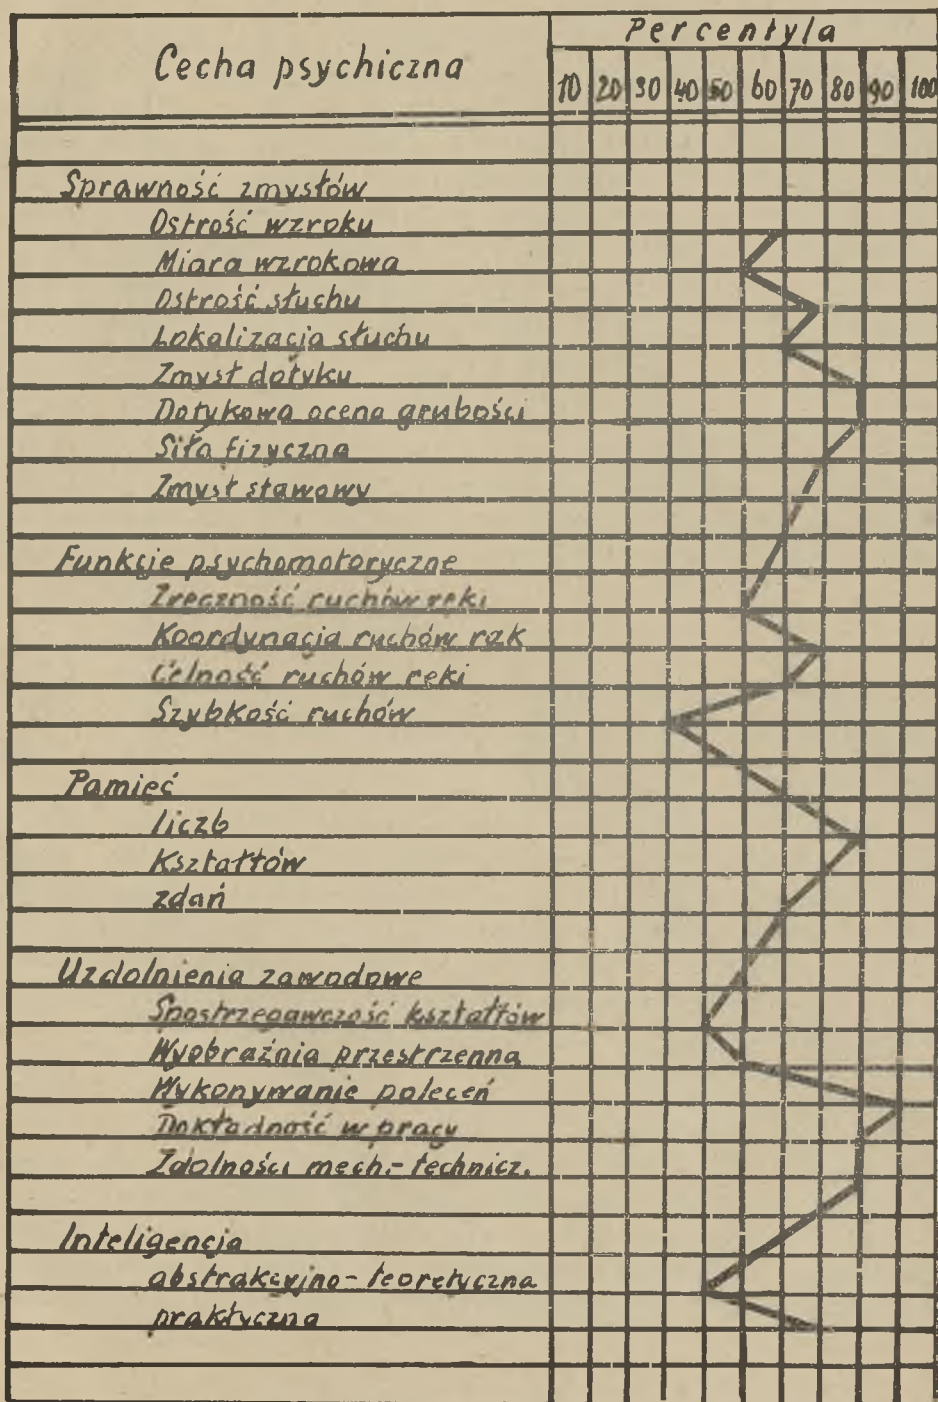 Percentyla
Cecha psychiczna
10 20 30 40 50 60 70 80 90 100
Sprawność zmysłów
Ostrość wzroku
Miara wzrokowa
Ostrość słuchu
Lokalizacja słuchu
Zmysł dotyku
Dotykowa ocena grubości
Siła fizyczna
Zmysł stawowy
Funkcje psychomotoryczne
Zręczność ruchów ręki
Koordynacja ruchów rąk
Celność ruchów ręki
Szybkość ruchów
Pamięć
liczb
Kształtów
zdań
Uzdolnienia zawodowe
Spostrzegawczość kształtów
Wyobraźnia przestrzenna
Wykonywanie poleceń
Dokładność w pracy
Zdolności mech.-technicz.
Inteligencja
abstrakcyjno-teoretyczna
praktyczna